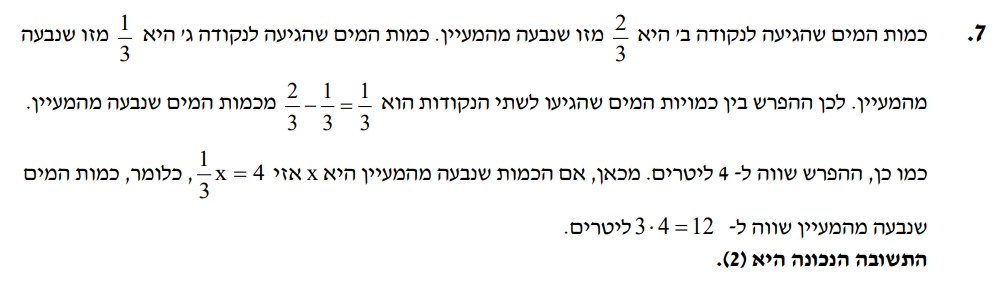 7. כמות המים שהגיעה לנקודה ב׳ היא 2/3 מזו שנבעה מהמעיין. כמות המים שהגיעה לנקודה ג׳ היא 1/3 מזו שנבעה
מהמעיין. לכן ההפרש בין כמויות המים שהגיעו לשתי הנקודות הוא 2/3 − 1/3 = 1/3 מכמות המים שנבעה מהמעיין.
כמו כן, ההפרש שווה ל- 4 ליטרים. מכאן, אם הכמות שנבעה מהמעיין היא x אזי 1/3 x = 4, כלומר, כמות המים
שנבעה מהמעיין שווה ל- 3 · 4 = 12 ליטרים.
התשובה הנכונה היא (2).